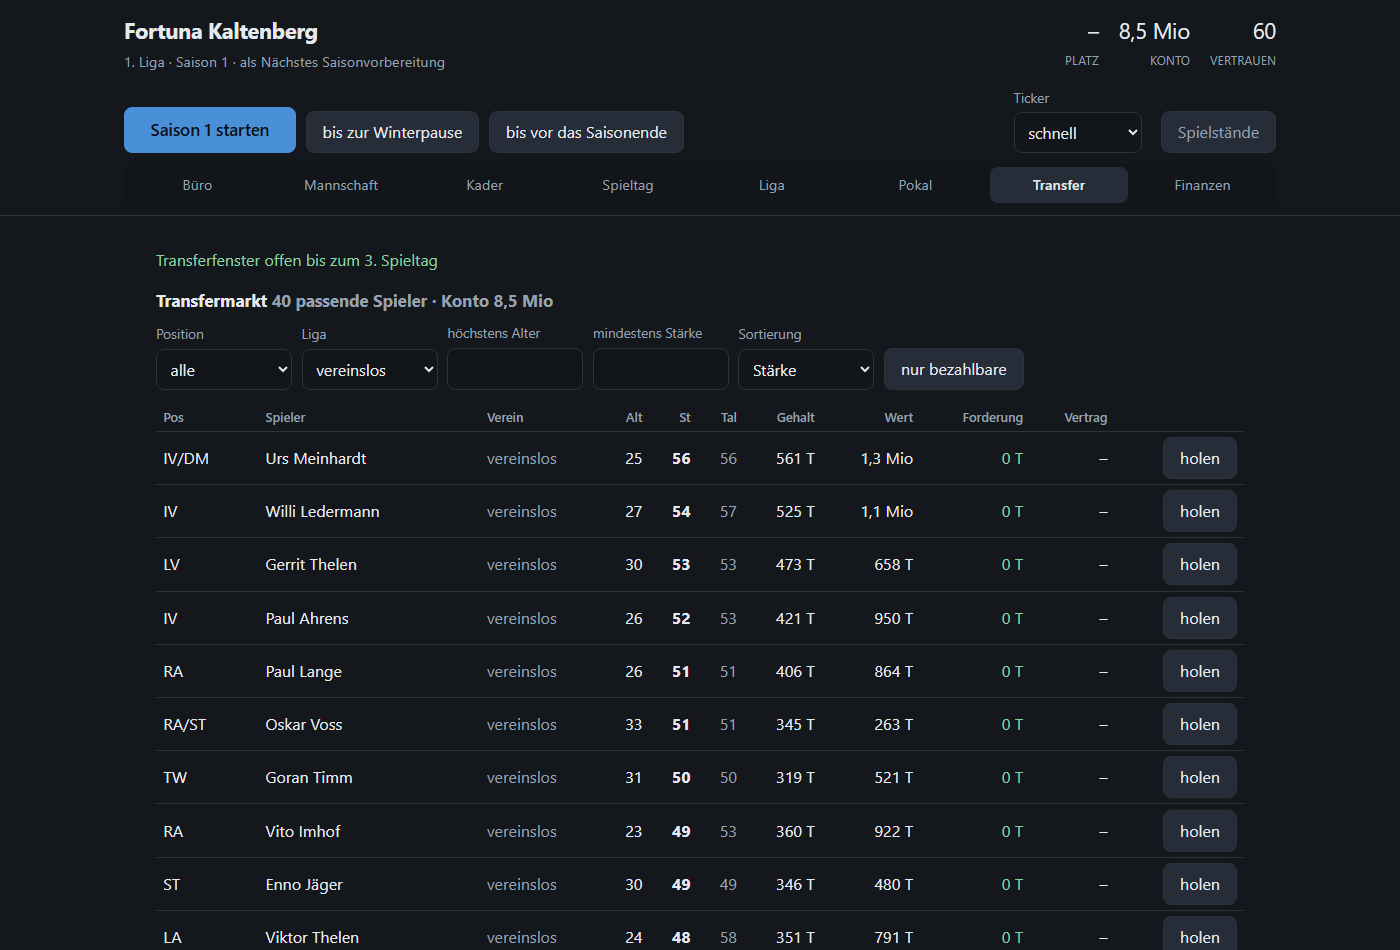 Fortuna Kaltenberg
– 8,5 Mio 60
1. Liga · Saison 1 · als Nächstes Saisonvorbereitung
PLATZ KONTO VERTRAUEN
Ticker
Saison 1 starten bis zur Winterpause bis vor das Saisonende schnell Spielstände
Büro Mannschaft Kader Spieltag Liga Pokal Transfer Finanzen
Transferfenster offen bis zum 3. Spieltag
Transfermarkt 40 passende Spieler · Konto 8,5 Mio
Position Liga höchstens Alter mindestens Stärke Sortierung
alle vereinslos Stärke nur bezahlbare
Pos Spieler Verein Alt St Tal Gehalt Wert Forderung Vertrag
IV/DM Urs Meinhardt vereinslos 25 56 56 561 T 1,3 Mio 0 T – holen
IV Willi Ledermann vereinslos 27 54 57 525 T 1,1 Mio 0 T – holen
LV Gerrit Thelen vereinslos 30 53 53 473 T 658 T 0 T – holen
IV Paul Ahrens vereinslos 26 52 53 421 T 950 T 0 T – holen
RA Paul Lange vereinslos 26 51 51 406 T 864 T 0 T – holen
RA/ST Oskar Voss vereinslos 33 51 51 345 T 263 T 0 T – holen
TW Goran Timm vereinslos 31 50 50 319 T 521 T 0 T – holen
RA Vito Imhof vereinslos 23 49 53 360 T 922 T 0 T – holen
ST Enno Jäger vereinslos 30 49 49 346 T 480 T 0 T – holen
LA Viktor Thelen vereinslos 24 48 58 351 T 791 T 0 T – holen